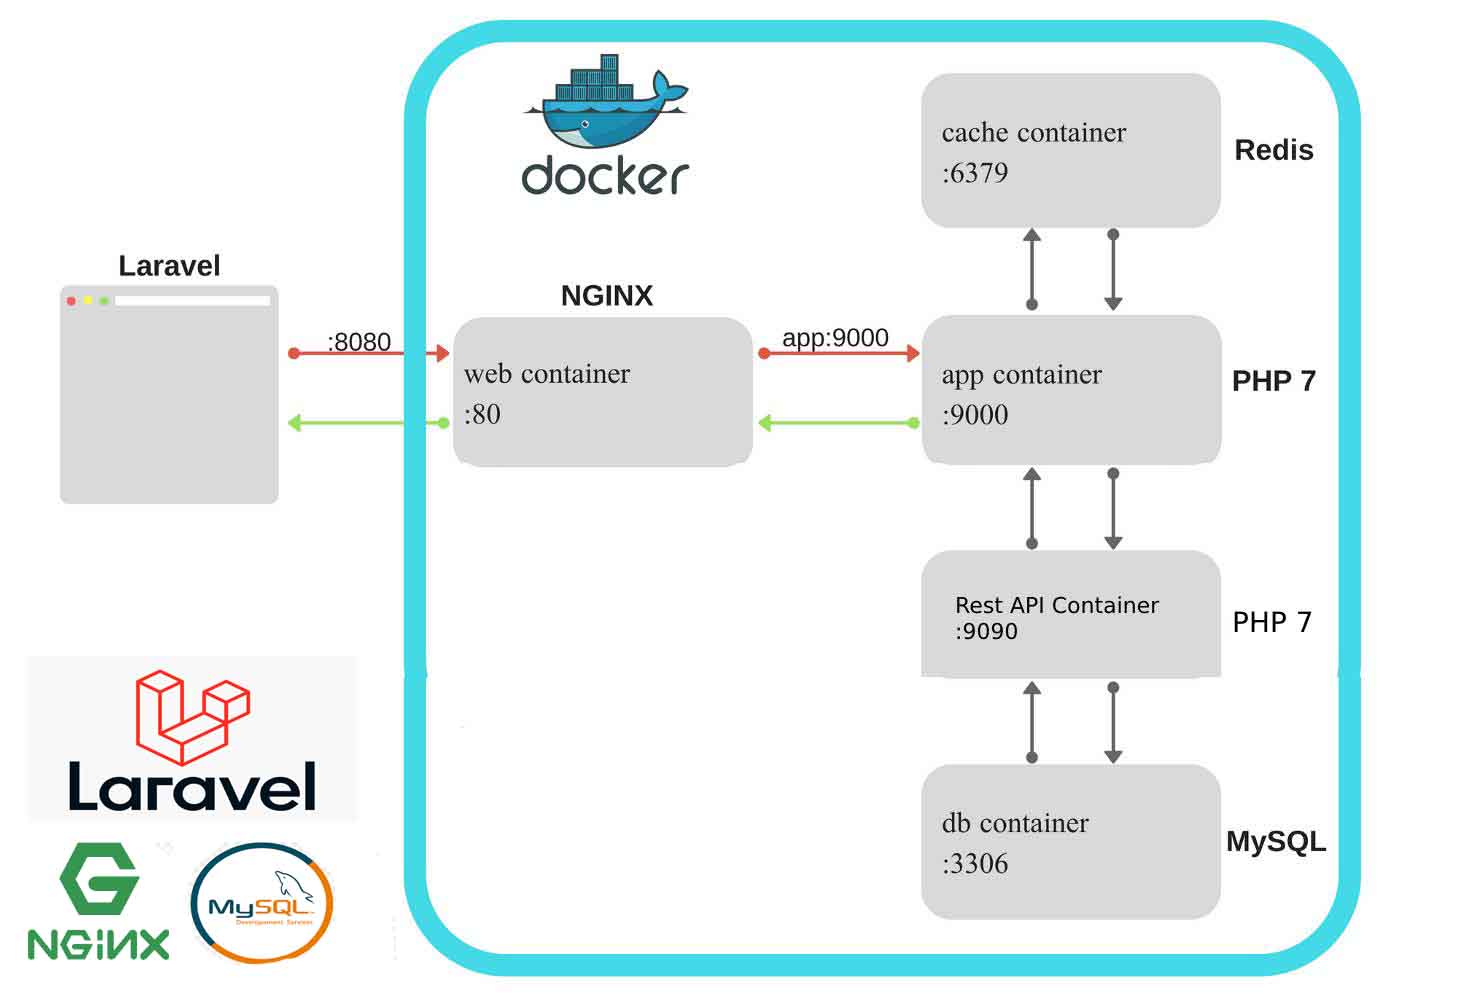 docker
cache container
:6379
Redis
Laravel
NGINX
:8080
web container
:80
app:9000
app container
:9000
PHP 7
Rest API Container
:9090
PHP 7
Laravel
db container
:3306
MySQL
NGINX
MySQL
Development Services